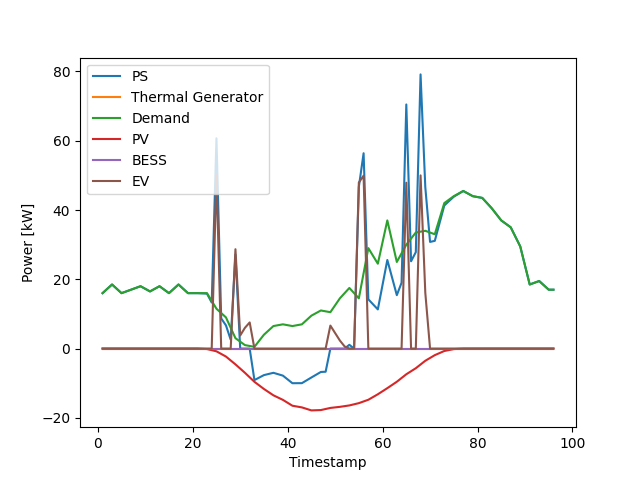 PS
Thermal Generator
Demand
PV
BESS
EV
80
60
40
20
0
−20
Power [kW]
0 20 40 60 80 100
Timestamp